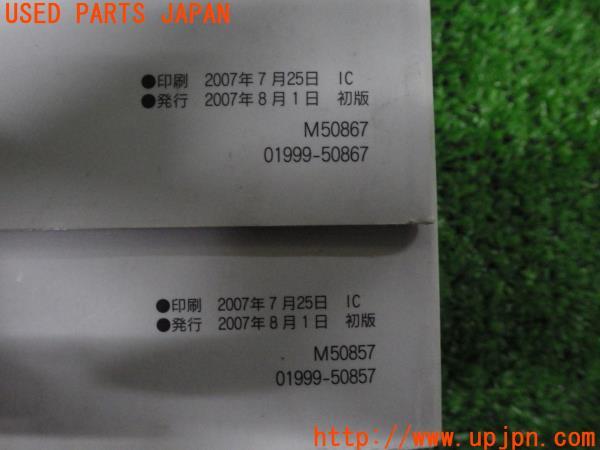 USED PARTS JAPAN
●印刷 2007年7月25日 IC
●発行 2007年8月1日 初版
M50867
01999-50867
●印刷 2007年7月25日 IC
●発行 2007年8月1日 初版
M50857
01999-50857
http://www.upjpn.com